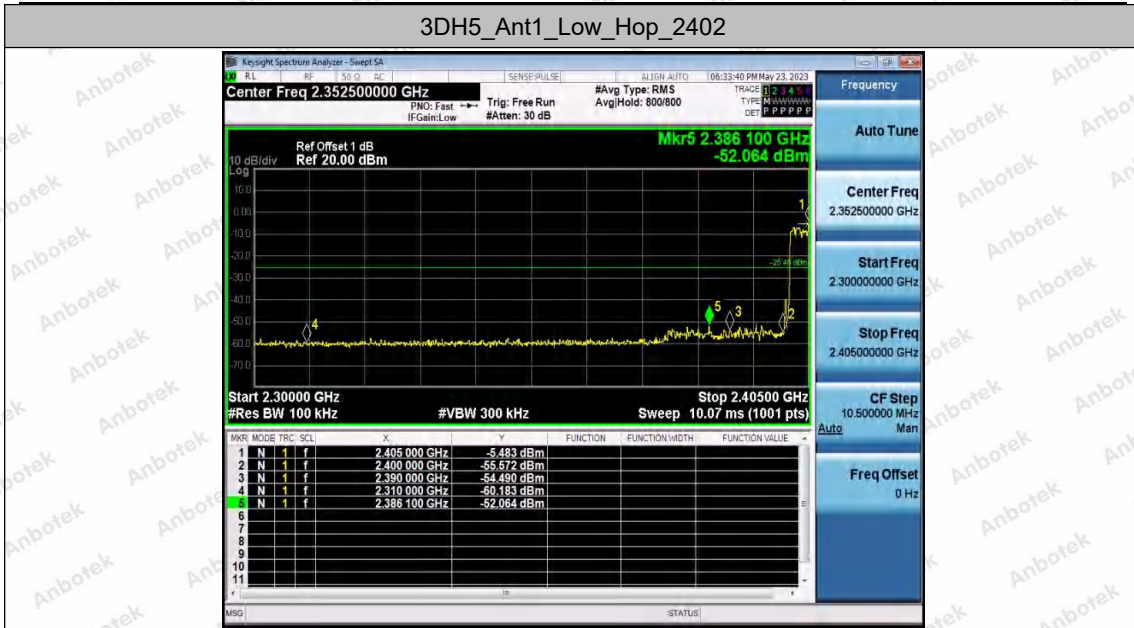 3DH5_Ant1_Low_Hop_2402
Keysight Spectrum Analyzer - Swept SA
RL RF 50 Ω AC SENSE:PULSE ALIGN AUTO 06:33:40 PM May 23, 2023
Center Freq 2.352500000 GHz
PNO: Fast
IFGain:Low
Trig: Free Run
#Atten: 30 dB
#Avg Type: RMS
Avg|Hold: 800/800
TRACE 1 2 3 4 5 6
TYPE M W W W W W
DET P P P P P P
Ref Offset 1 dB
Ref 20.00 dBm
10 dB/div
Log
Mkr5 2.386 100 GHz
-52.064 dBm
10.0
0.00
-10.0
-20.0
-30.0
-40.0
-50.0
-60.0
-70.0
1
2
3
4
5
Start 2.30000 GHz
Stop 2.40500 GHz
#Res BW 100 kHz
#VBW 300 kHz
Sweep 10.07 ms (1001 pts)
MKR MODE TRC SCL X Y FUNCTION FUNCTION WIDTH FUNCTION VALUE
1 N 1 f 2.405 000 GHz -5.483 dBm
2 N 1 f 2.400 000 GHz -55.572 dBm
3 N 1 f 2.390 000 GHz -54.490 dBm
4 N 1 f 2.310 000 GHz -60.183 dBm
5 N 1 f 2.386 100 GHz -52.064 dBm
6
7
8
9
10
11
MSG
STATUS
Frequency
Auto Tune
Center Freq
2.352500000 GHz
Start Freq
2.300000000 GHz
Stop Freq
2.405000000 GHz
CF Step
10.500000 MHz
Auto Man
Freq Offset
0 Hz
Anbotek